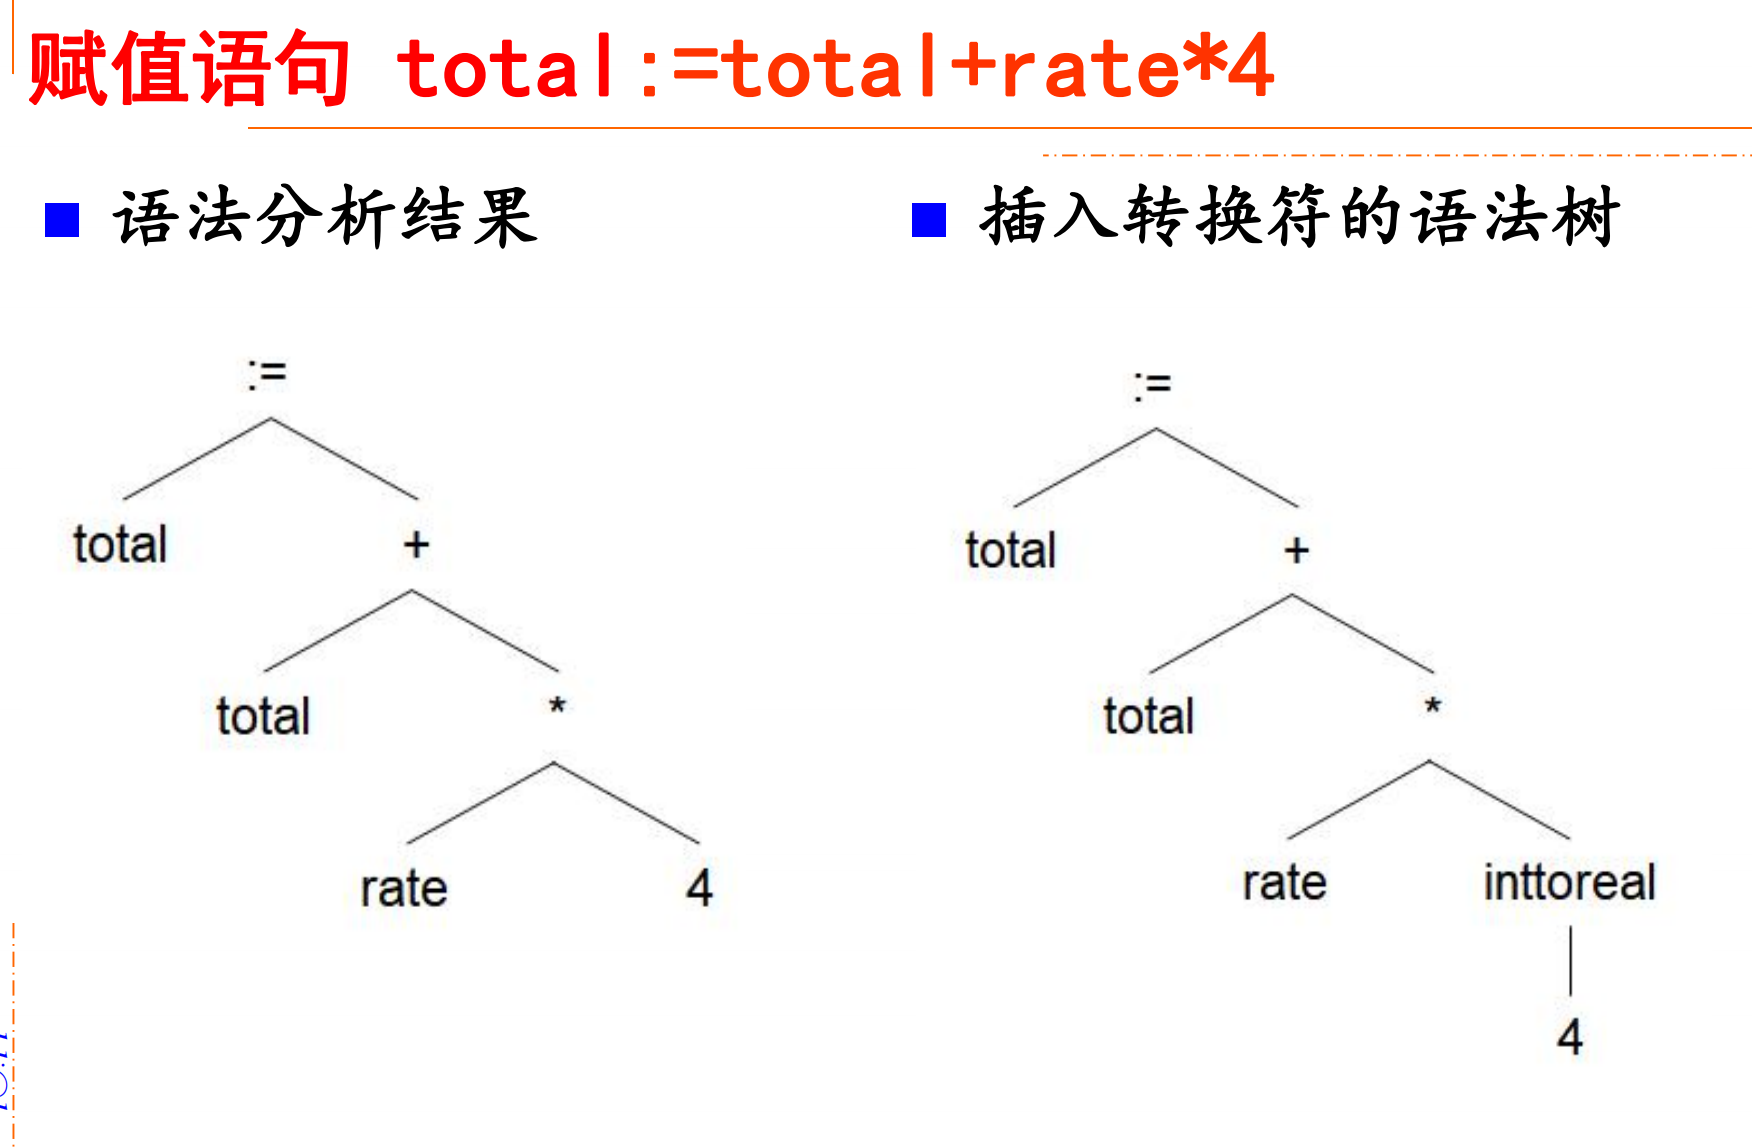 赋值语句 total:=total+rate*4
语法分析结果
:=
total +
total *
rate 4
插入转换符的语法树
:=
total +
total *
rate inttoreal
4